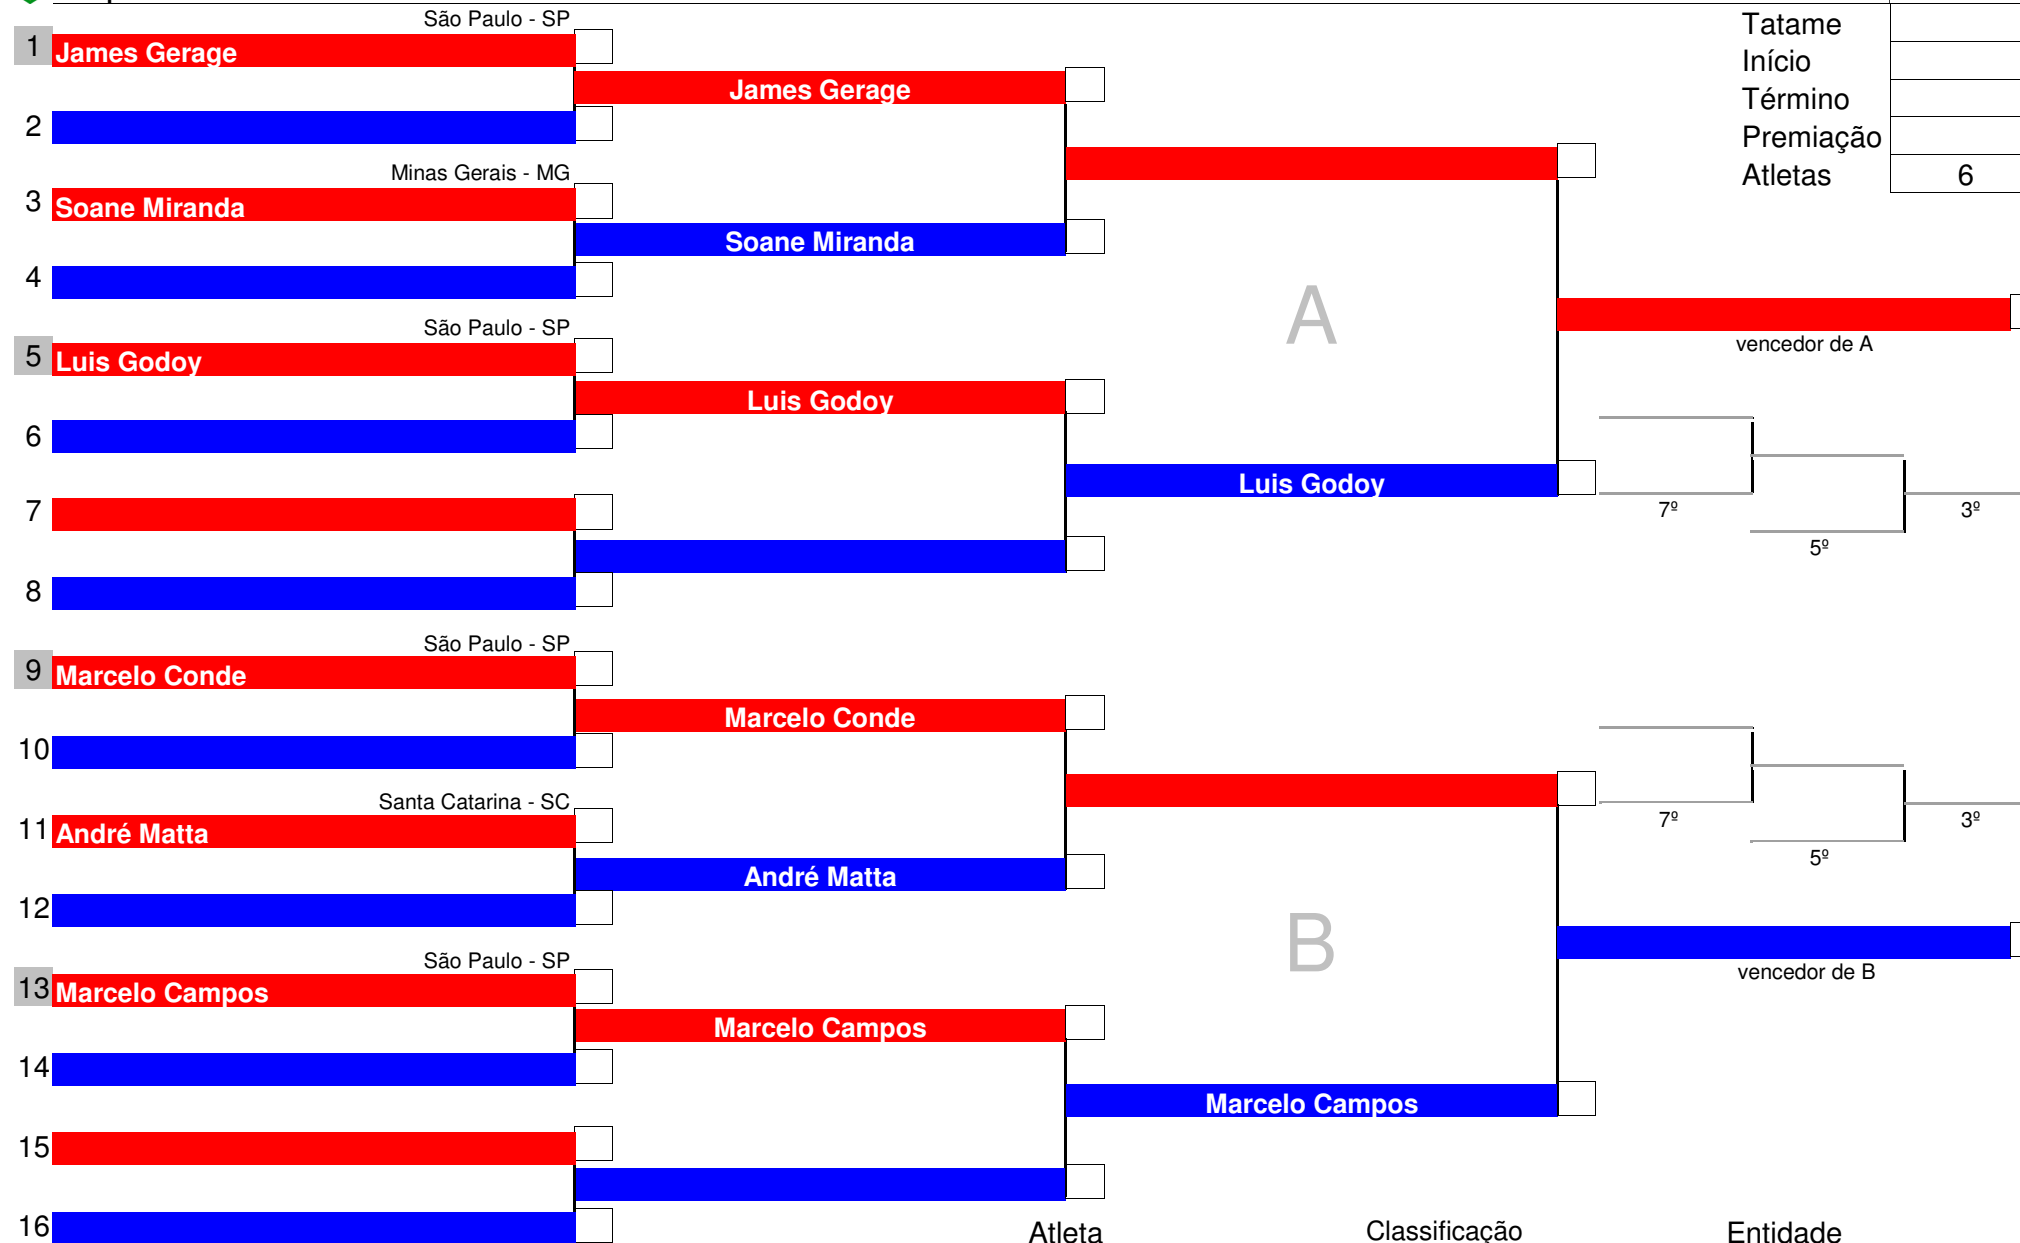 São Paulo - SP
Tatame
1 James Gerage
Início
James Gerage
Término
2
Premiação
Minas Gerais - MG
Atletas 6
3 Soane Miranda
Soane Miranda
4
A
São Paulo - SP
vencedor de A
5 Luis Godoy
Luis Godoy
6
Luis Godoy
7
7º 3º
5º
8
São Paulo - SP
9 Marcelo Conde
Marcelo Conde
10
Santa Catarina - SC
7º 3º
11 André Matta
5º
André Matta
12
B
São Paulo - SP
vencedor de B
13 Marcelo Campos
Marcelo Campos
14
Marcelo Campos
15
16
Atleta Classificação Entidade